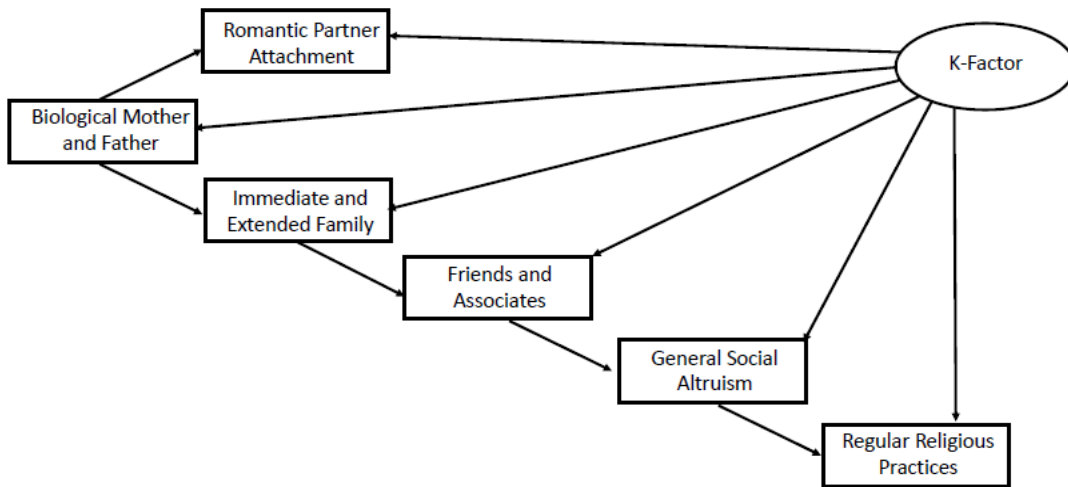 Romantic Partner
Attachment
K-Factor
Biological Mother
and Father
Immediate and
Extended Family
Friends and
Associates
General Social
Altruism
Regular Religious
Practices